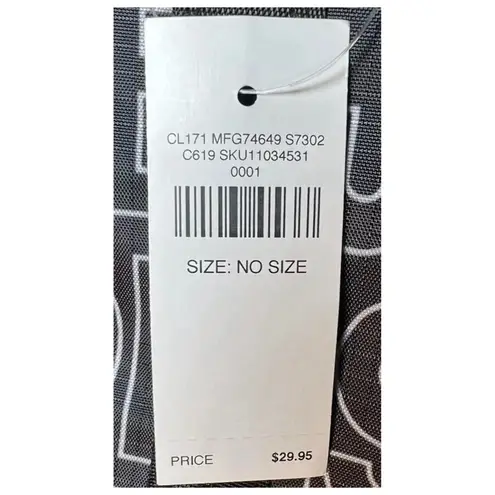 CL171 MFG74649 S7302
C619 SKU11034531
0001
SIZE: NO SIZE
PRICE $29.95